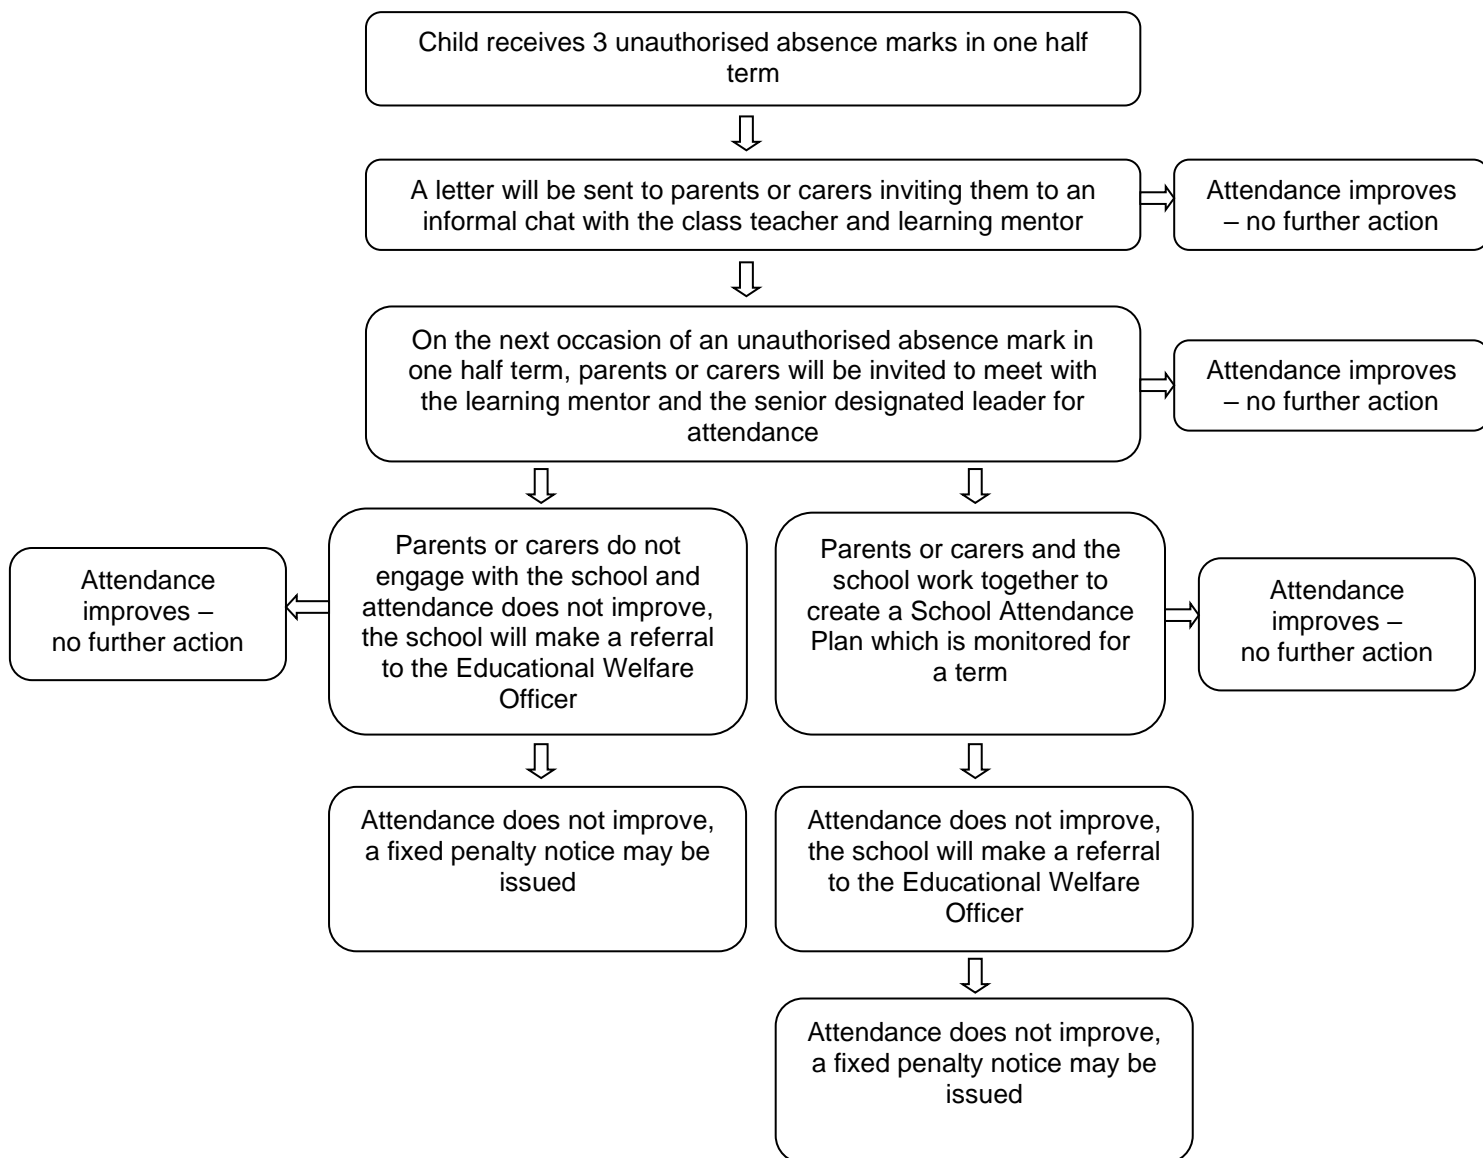 Child receives 3 unauthorised absence marks in one half
term
A letter will be sent to parents or carers inviting them to an
informal chat with the class teacher and learning mentor
Attendance improves
– no further action
On the next occasion of an unauthorised absence mark in
one half term, parents or carers will be invited to meet with
the learning mentor and the senior designated leader for
attendance
Attendance improves
– no further action
Attendance
improves –
no further action
Parents or carers do not
engage with the school and
attendance does not improve,
the school will make a referral
to the Educational Welfare
Officer
Parents or carers and the
school work together to
create a School Attendance
Plan which is monitored for
a term
Attendance
improves –
no further action
Attendance does not improve,
a fixed penalty notice may be
issued
Attendance does not improve,
the school will make a referral
to the Educational Welfare
Officer
Attendance does not improve,
a fixed penalty notice may be
issued